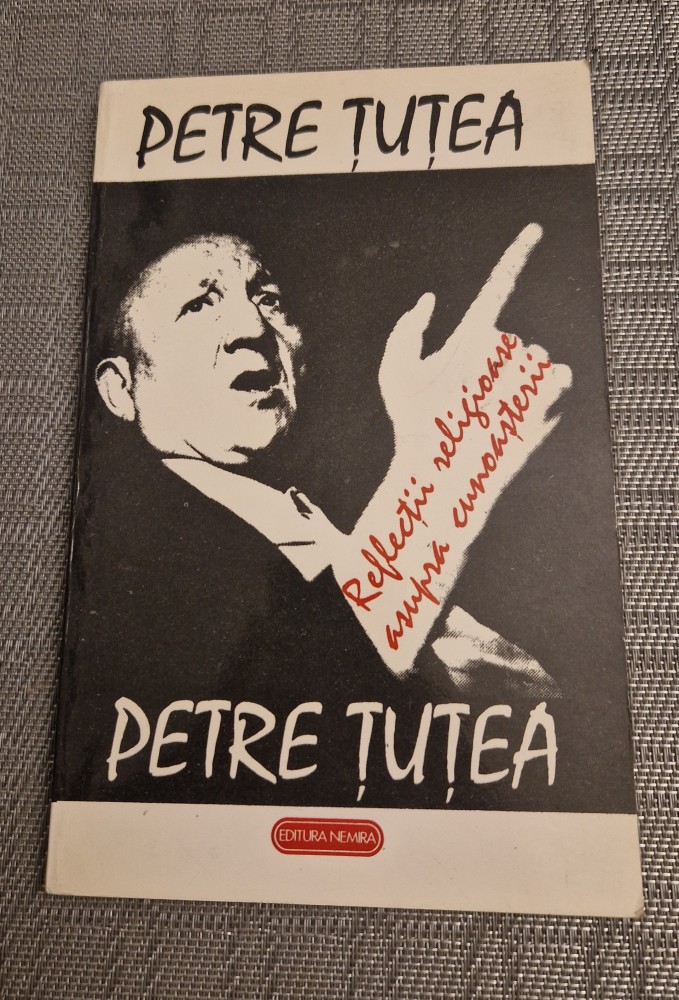 PETRE ȚUȚEA
Reflecții religioase
asupra cunoașterii
PETRE ȚUȚEA
EDITURA NEMIRA